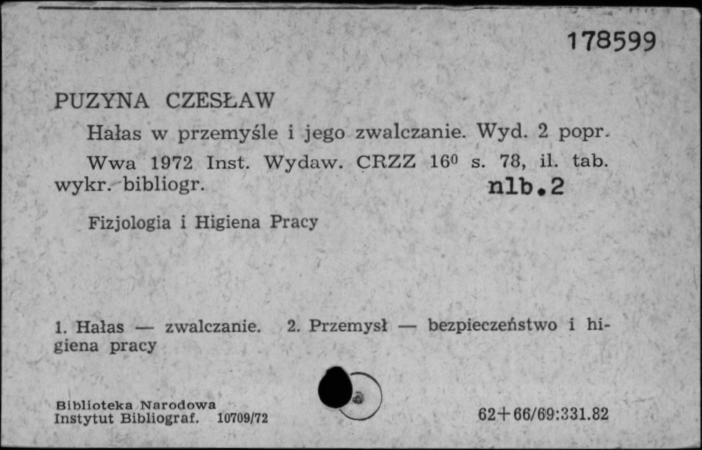 178599
PUZYNA CZESŁAW
Hałas w przemyśle i jego zwalczanie. Wyd. 2 popr.
Wwa 1972 Inst. Wydaw. CRZZ 16⁰ s. 78, il. tab.
wykr. bibliogr. nlb.2
Fizjologia i Higiena Pracy
1. Hałas — zwalczanie. 2. Przemysł — bezpieczeństwo i hi-
giena pracy
Biblioteka Narodowa
Instytut Bibliograf. 10709/72
62+66/69:331.82